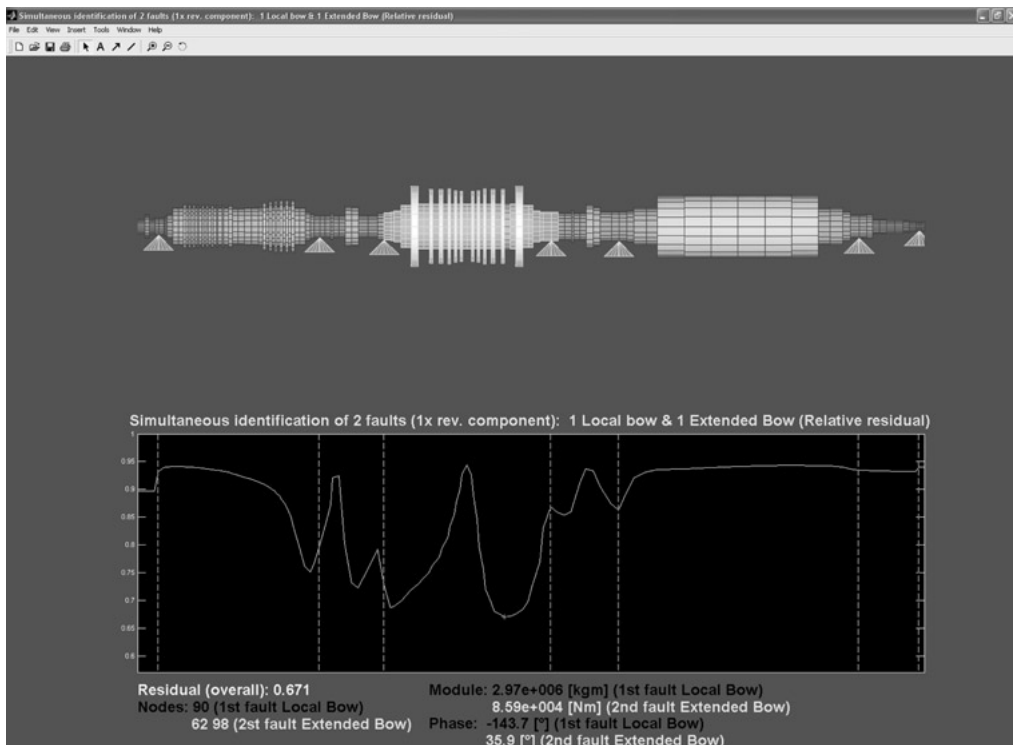 Simultaneous identification of 2 faults (1x rev. component): 1 Local bow & 1 Extended Bow (Relative residual)
File Edit View Insert Tools Window Help
A
Simultaneous identification of 2 faults (1x rev. component): 1 Local bow & 1 Extended Bow (Relative residual)
1
0.95
0.9
0.85
0.8
0.75
0.7
0.65
0.6
Residual (overall): 0.671
Module: 2.97e+006 [kgm] (1st fault Local Bow)
Nodes: 90 (1st fault Local Bow)
8.59e+004 [Nm] (2nd fault Extended Bow)
62 98 (2st fault Extended Bow)
Phase: -143.7 [°] (1st fault Local Bow)
35.9 [°] (2nd fault Extended Bow)